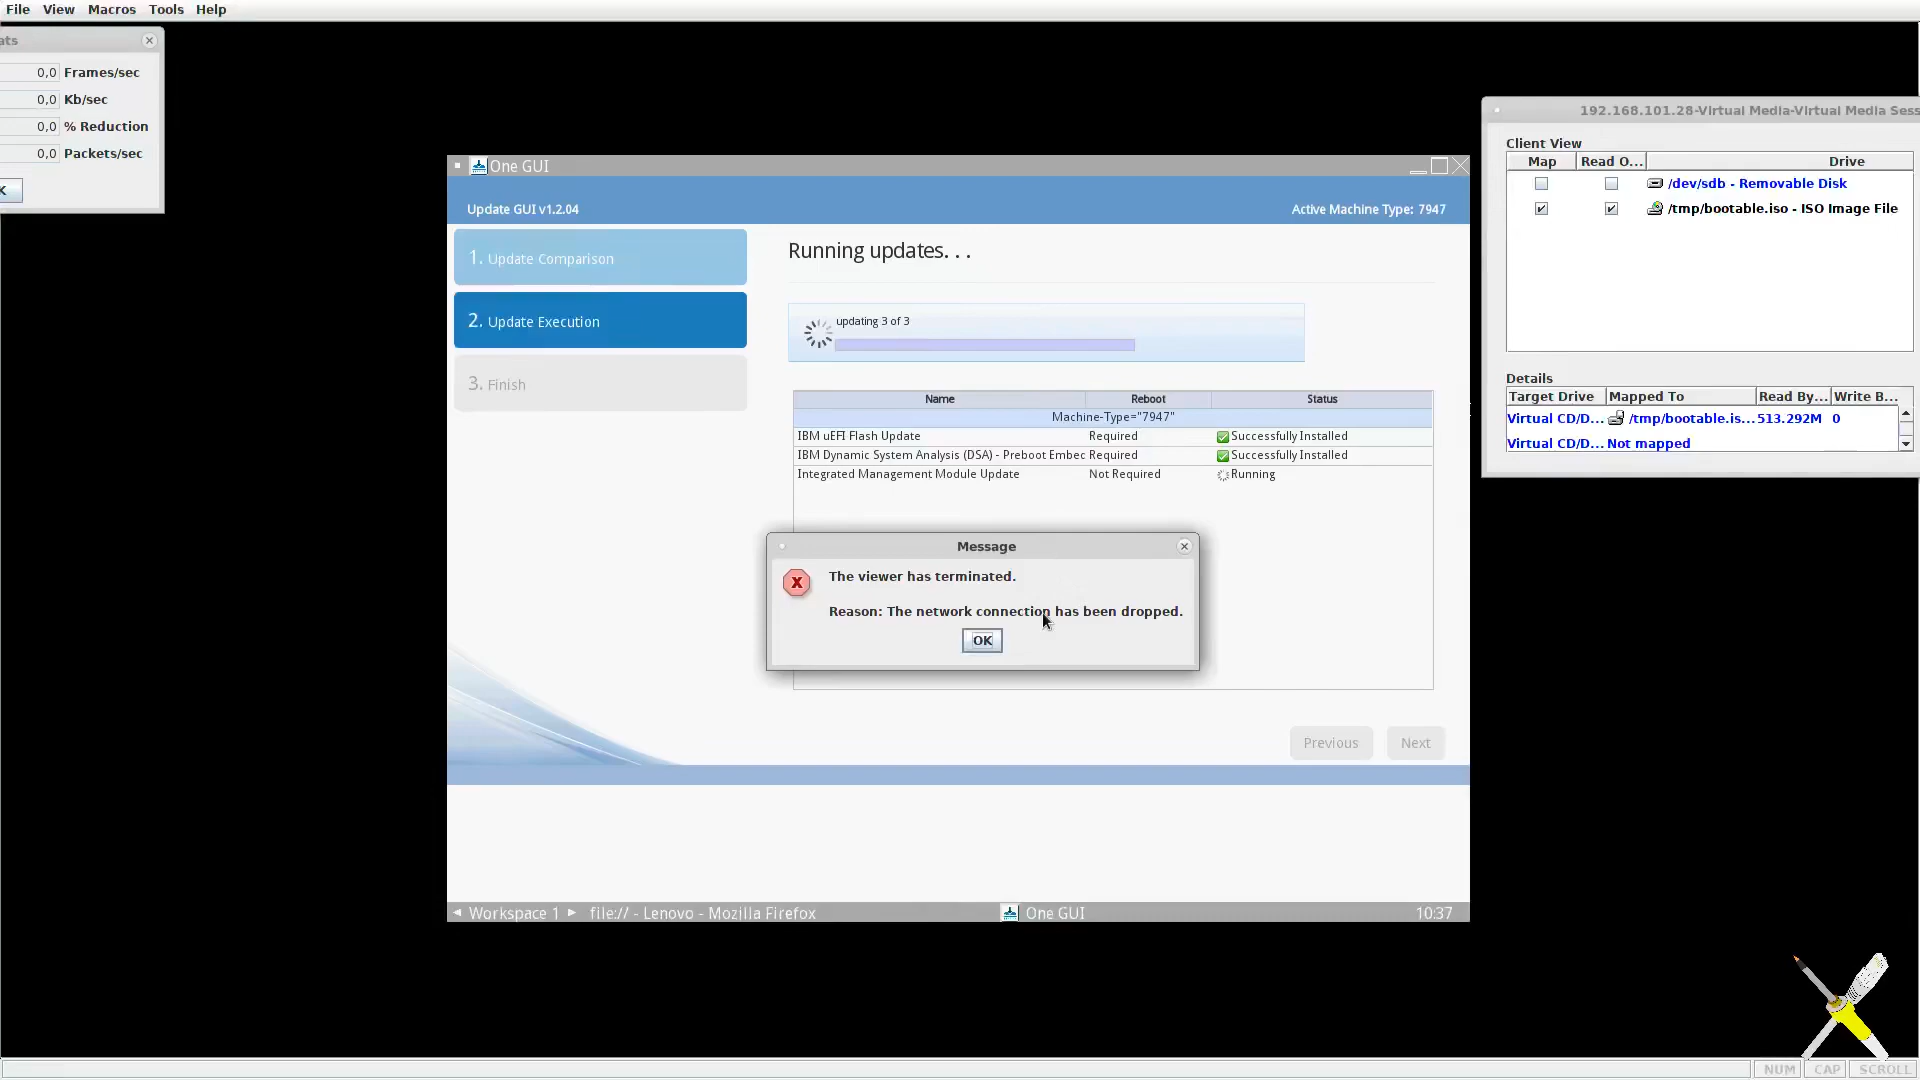 File View Macros Tools Help
ats
0,0 Frames/sec
0,0 Kb/sec
0,0 % Reduction
0,0 Packets/sec
K
192.168.101.28-Virtual Media-Virtual Media Sess
Client View
Map Read O... Drive
/dev/sdb - Removable Disk
/tmp/bootable.iso - ISO Image File
Details
Target Drive Mapped To Read By... Write B...
Virtual CD/D... /tmp/bootable.is... 513.292M 0
Virtual CD/D... Not mapped
One GUI
Update GUI v1.2.04 Active Machine Type: 7947
1. Update Comparison
2. Update Execution
3. Finish
Running updates. . .
updating 3 of 3
Name Reboot Status
Machine-Type="7947"
IBM uEFI Flash Update Required Successfully Installed
IBM Dynamic System Analysis (DSA) - Preboot Embec Required Successfully Installed
Integrated Management Module Update Not Required Running
Message
X
The viewer has terminated.
Reason: The network connection has been dropped.
OK
Previous Next
Workspace 1 file:// - Lenovo - Mozilla Firefox One GUI 10:37
NUM CAP SCROLL